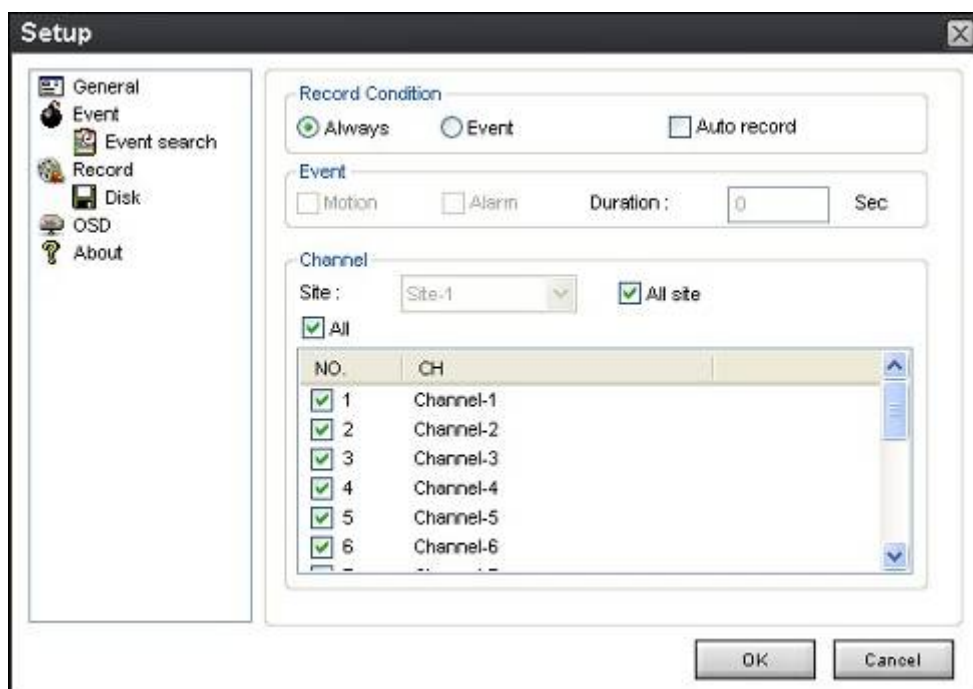 Setup
General
Event
Event search
Record
Disk
OSD
About
Record Condition
Always Event Auto record
Event
Motion Alarm Duration : 0 Sec
Channel
Site : Site-1 All site
All
NO. CH
1 Channel-1
2 Channel-2
3 Channel-3
4 Channel-4
5 Channel-5
6 Channel-6
OK Cancel